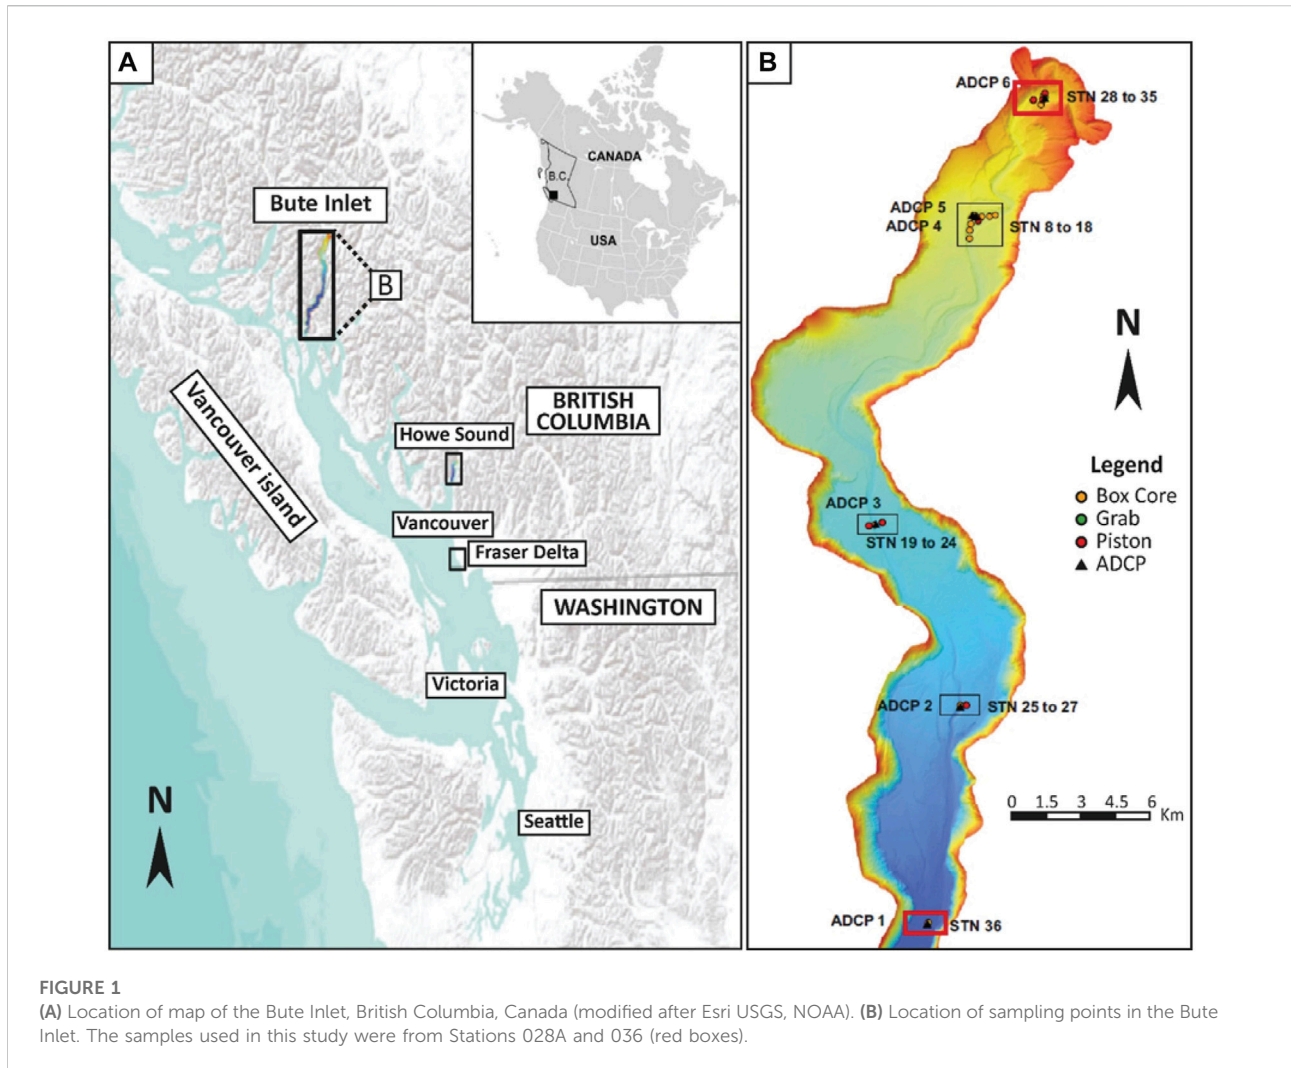 A
Bute Inlet
B
CANADA
B.C.
USA
Vancouver island
BRITISH
COLUMBIA
Howe Sound
Vancouver
Fraser Delta
WASHINGTON
Victoria
Seattle
N
B
ADCP 6
STN 28 to 35
ADCP 5
ADCP 4
STN 8 to 18
N
Legend
Box Core
Grab
Piston
ADCP
ADCP 3
STN 19 to 24
ADCP 2
STN 25 to 27
0 1.5 3 4.5 6
Km
ADCP 1
STN 36
FIGURE 1
(A) Location of map of the Bute Inlet, British Columbia, Canada (modified after Esri USGS, NOAA). (B) Location of sampling points in the Bute
Inlet. The samples used in this study were from Stations 028A and 036 (red boxes).